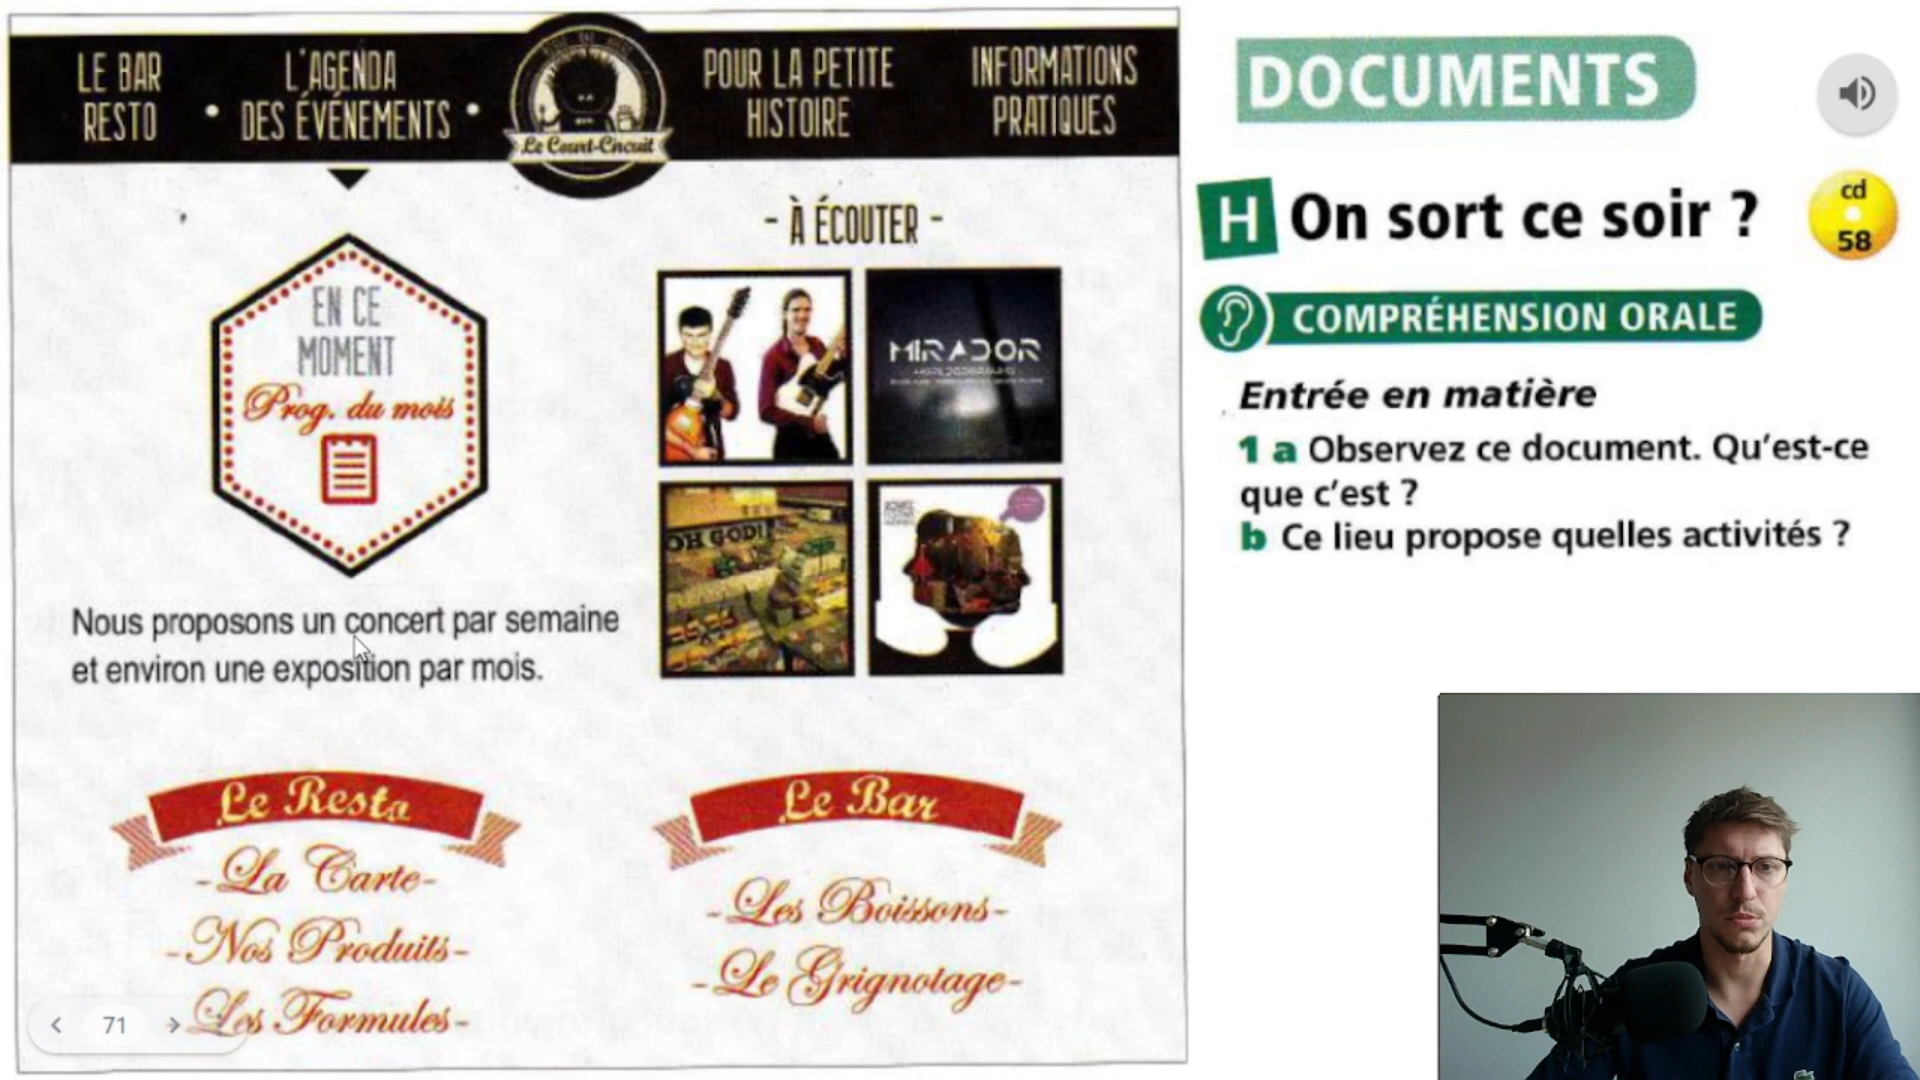 LE BAR
RESTO
L'AGENDA
• DES ÉVÉNEMENTS •
Le Court-Circuit
POUR LA PETITE
HISTOIRE
INFORMATIONS
PRATIQUES
EN CE
MOMENT
Prog. du mois
- À ÉCOUTER -
MIRADOR
OH GOD!
Nous proposons un concert par semaine
et environ une exposition par mois.
Le Resto
-La Carte-
-Nos Produits-
-Les Formules-
Le Bar
-Les Boissons-
-Le Grignotage-
71
DOCUMENTS
H On sort ce soir ?
cd
58
COMPRÉHENSION ORALE
Entrée en matière
1 a Observez ce document. Qu'est-ce
que c'est ?
b Ce lieu propose quelles activités ?